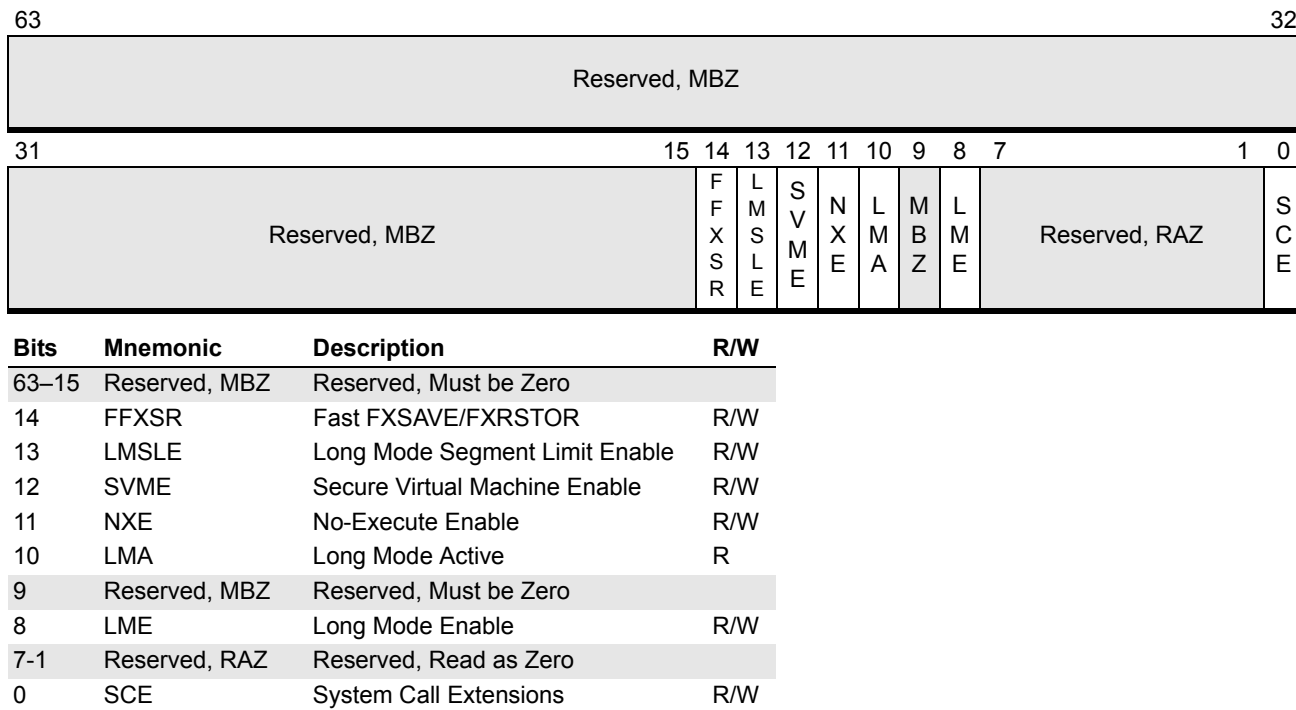 63 32
Reserved, MBZ
31 15 14 13 12 11 10 9 8 7 1 0
Reserved, MBZ FFXSR LMSLE SVME NXE LMA MBZ LME Reserved, RAZ SCE
Bits Mnemonic Description R/W
63–15 Reserved, MBZ Reserved, Must be Zero
14 FFXSR Fast FXSAVE/FXRSTOR R/W
13 LMSLE Long Mode Segment Limit Enable R/W
12 SVME Secure Virtual Machine Enable R/W
11 NXE No-Execute Enable R/W
10 LMA Long Mode Active R
9 Reserved, MBZ Reserved, Must be Zero
8 LME Long Mode Enable R/W
7-1 Reserved, RAZ Reserved, Read as Zero
0 SCE System Call Extensions R/W